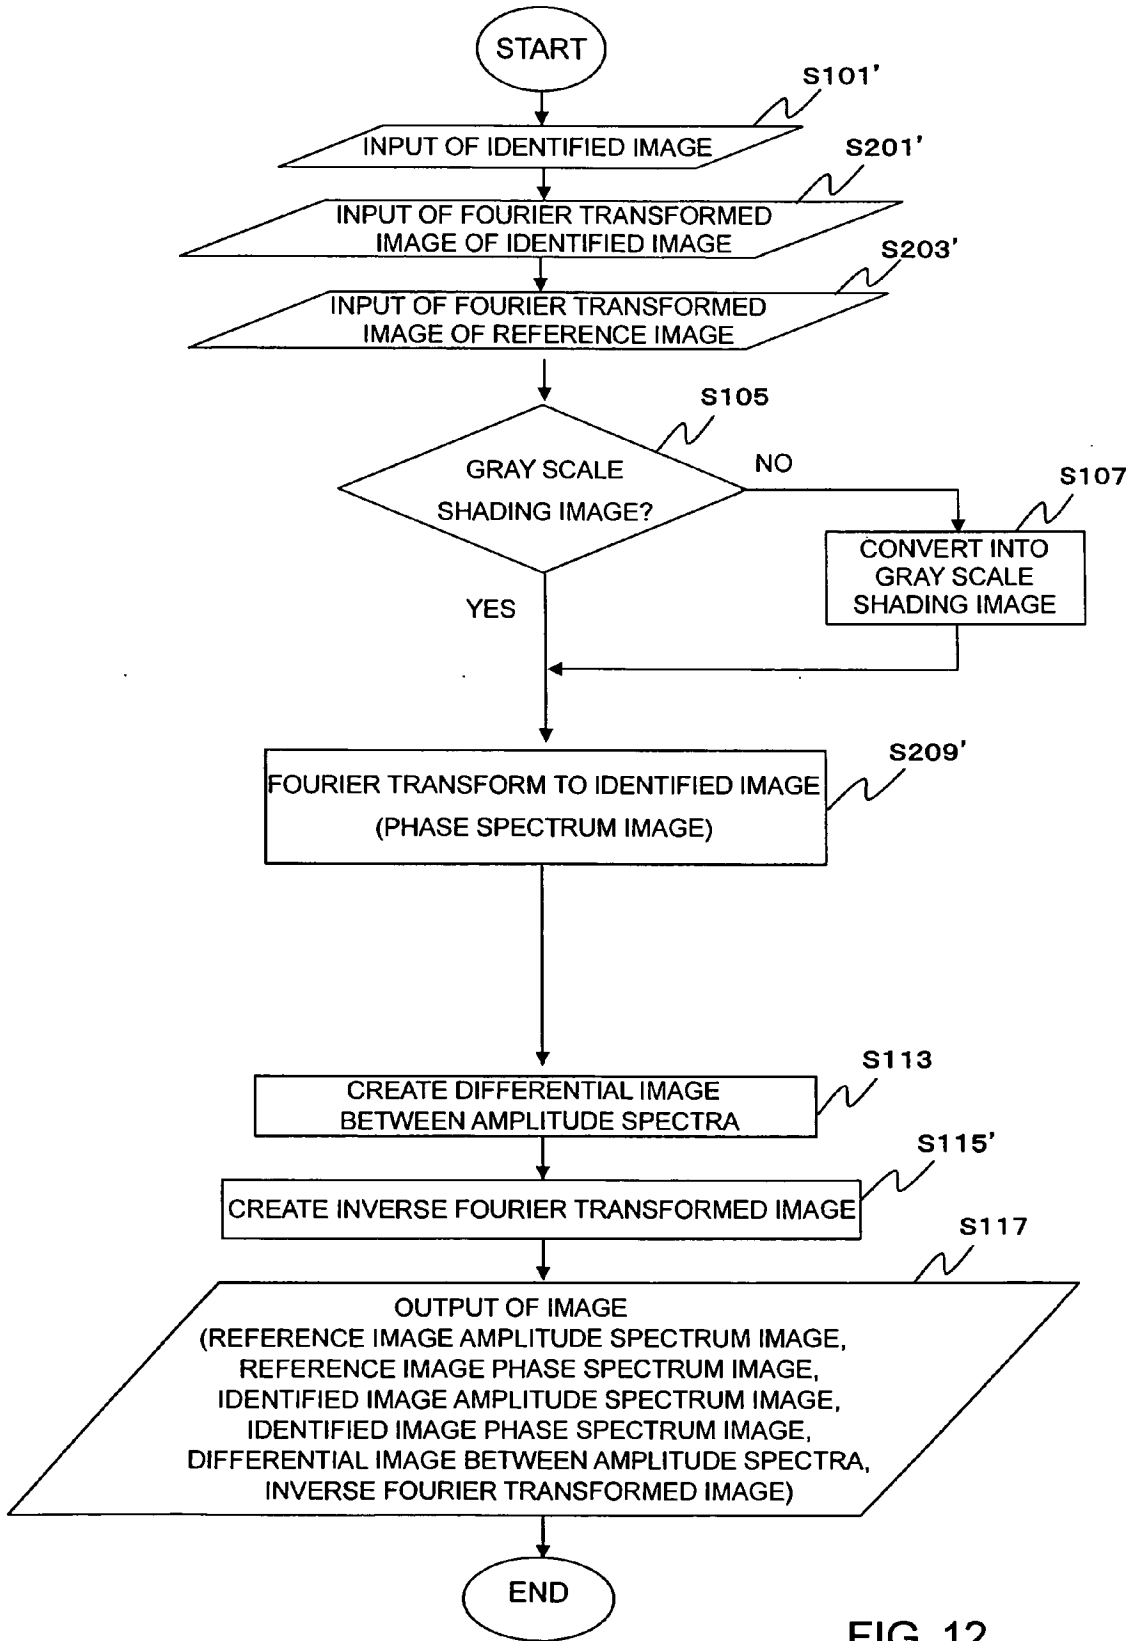 START
S101'
INPUT OF IDENTIFIED IMAGE
S201'
INPUT OF FOURIER TRANSFORMED
IMAGE OF IDENTIFIED IMAGE
S203'
INPUT OF FOURIER TRANSFORMED
IMAGE OF REFERENCE IMAGE
S105
GRAY SCALE
SHADING IMAGE?
NO
S107
CONVERT INTO
GRAY SCALE
SHADING IMAGE
YES
S209'
FOURIER TRANSFORM TO IDENTIFIED IMAGE
(PHASE SPECTRUM IMAGE)
S113
CREATE DIFFERENTIAL IMAGE
BETWEEN AMPLITUDE SPECTRA
S115'
CREATE INVERSE FOURIER TRANSFORMED IMAGE
S117
OUTPUT OF IMAGE
(REFERENCE IMAGE AMPLITUDE SPECTRUM IMAGE,
REFERENCE IMAGE PHASE SPECTRUM IMAGE,
IDENTIFIED IMAGE AMPLITUDE SPECTRUM IMAGE,
IDENTIFIED IMAGE PHASE SPECTRUM IMAGE,
DIFFERENTIAL IMAGE BETWEEN AMPLITUDE SPECTRA,
INVERSE FOURIER TRANSFORMED IMAGE)
END
FIG. 12